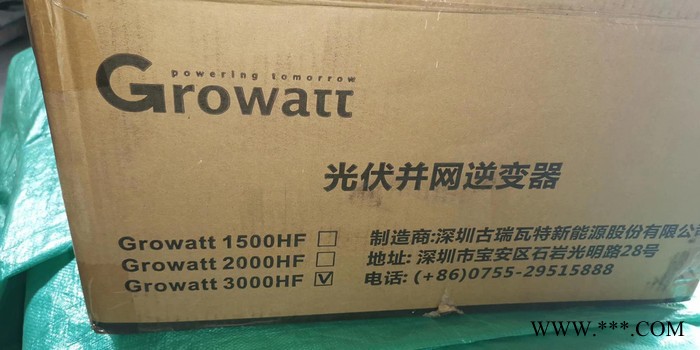 powering tomorrow
Growatt
光伏并网逆变器
Growatt 1500HF
Growatt 2000HF
Growatt 3000HF
制造商:深圳古瑞瓦特新能源股份有限
地址: 深圳市宝安区石岩光明路28号
电话: (+86)0755-29515888
WWW.***.COM